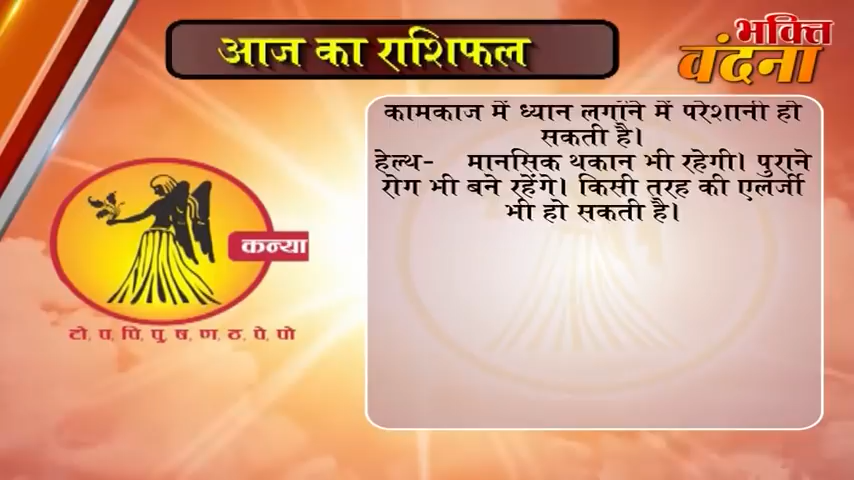 आज का राशिफल
भक्ति
वंदना
कामकाज में ध्यान लगाने में परेशानी हो
सकती है।
हेल्थ- मानसिक थकान भी रहेगी। पुराने
रोग भी बने रहेंगे। किसी तरह की एलर्जी
भी हो सकती है।
कन्या
टो, प, पि, पु, ष, ण, ठ, पे, पो